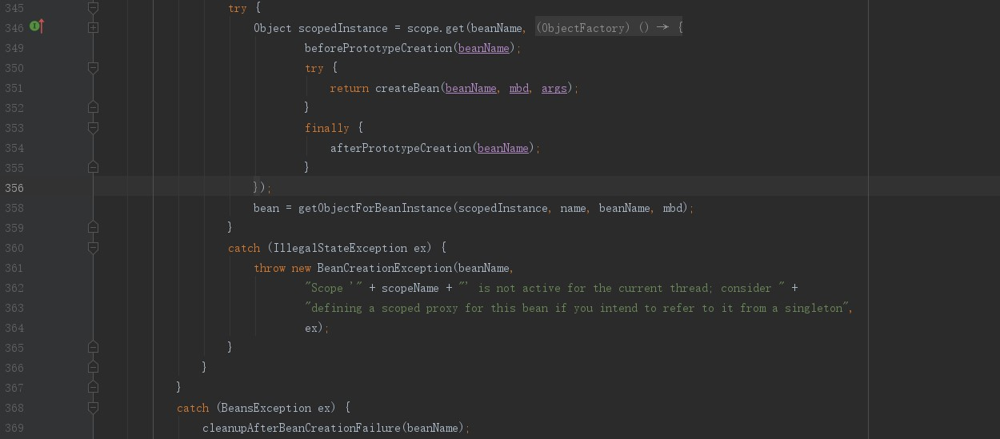 345 try {
346 Object scopedInstance = scope.get(beanName, (ObjectFactory) () → {
349 beforePrototypeCreation(beanName);
350 try {
351 return createBean(beanName, mbd, args);
352 }
353 finally {
354 afterPrototypeCreation(beanName);
355 }
356 });
358 bean = getObjectForBeanInstance(scopedInstance, name, beanName, mbd);
359 }
360 catch (IllegalStateException ex) {
361 throw new BeanCreationException(beanName,
362 "Scope '" + scopeName + "' is not active for the current thread; consider " +
363 "defining a scoped proxy for this bean if you intend to refer to it from a singleton",
364 ex);
365 }
366 }
367 }
368 catch (BeansException ex) {
369 cleanupAfterBeanCreationFailure(beanName);